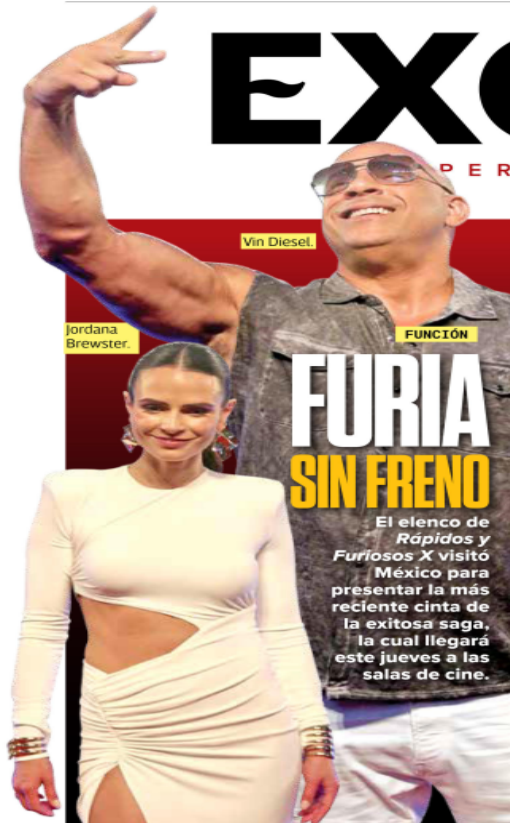 EX
PER
Vin Diesel.
Jordana
Brewster.
FUNCIÓN
FURIA
SIN FRENO
El elenco de
Rápidos y
Furiosos X visitó
México para
presentar la más
reciente cinta de
la exitosa saga,
la cual llegará
este jueves a las
salas de cine.